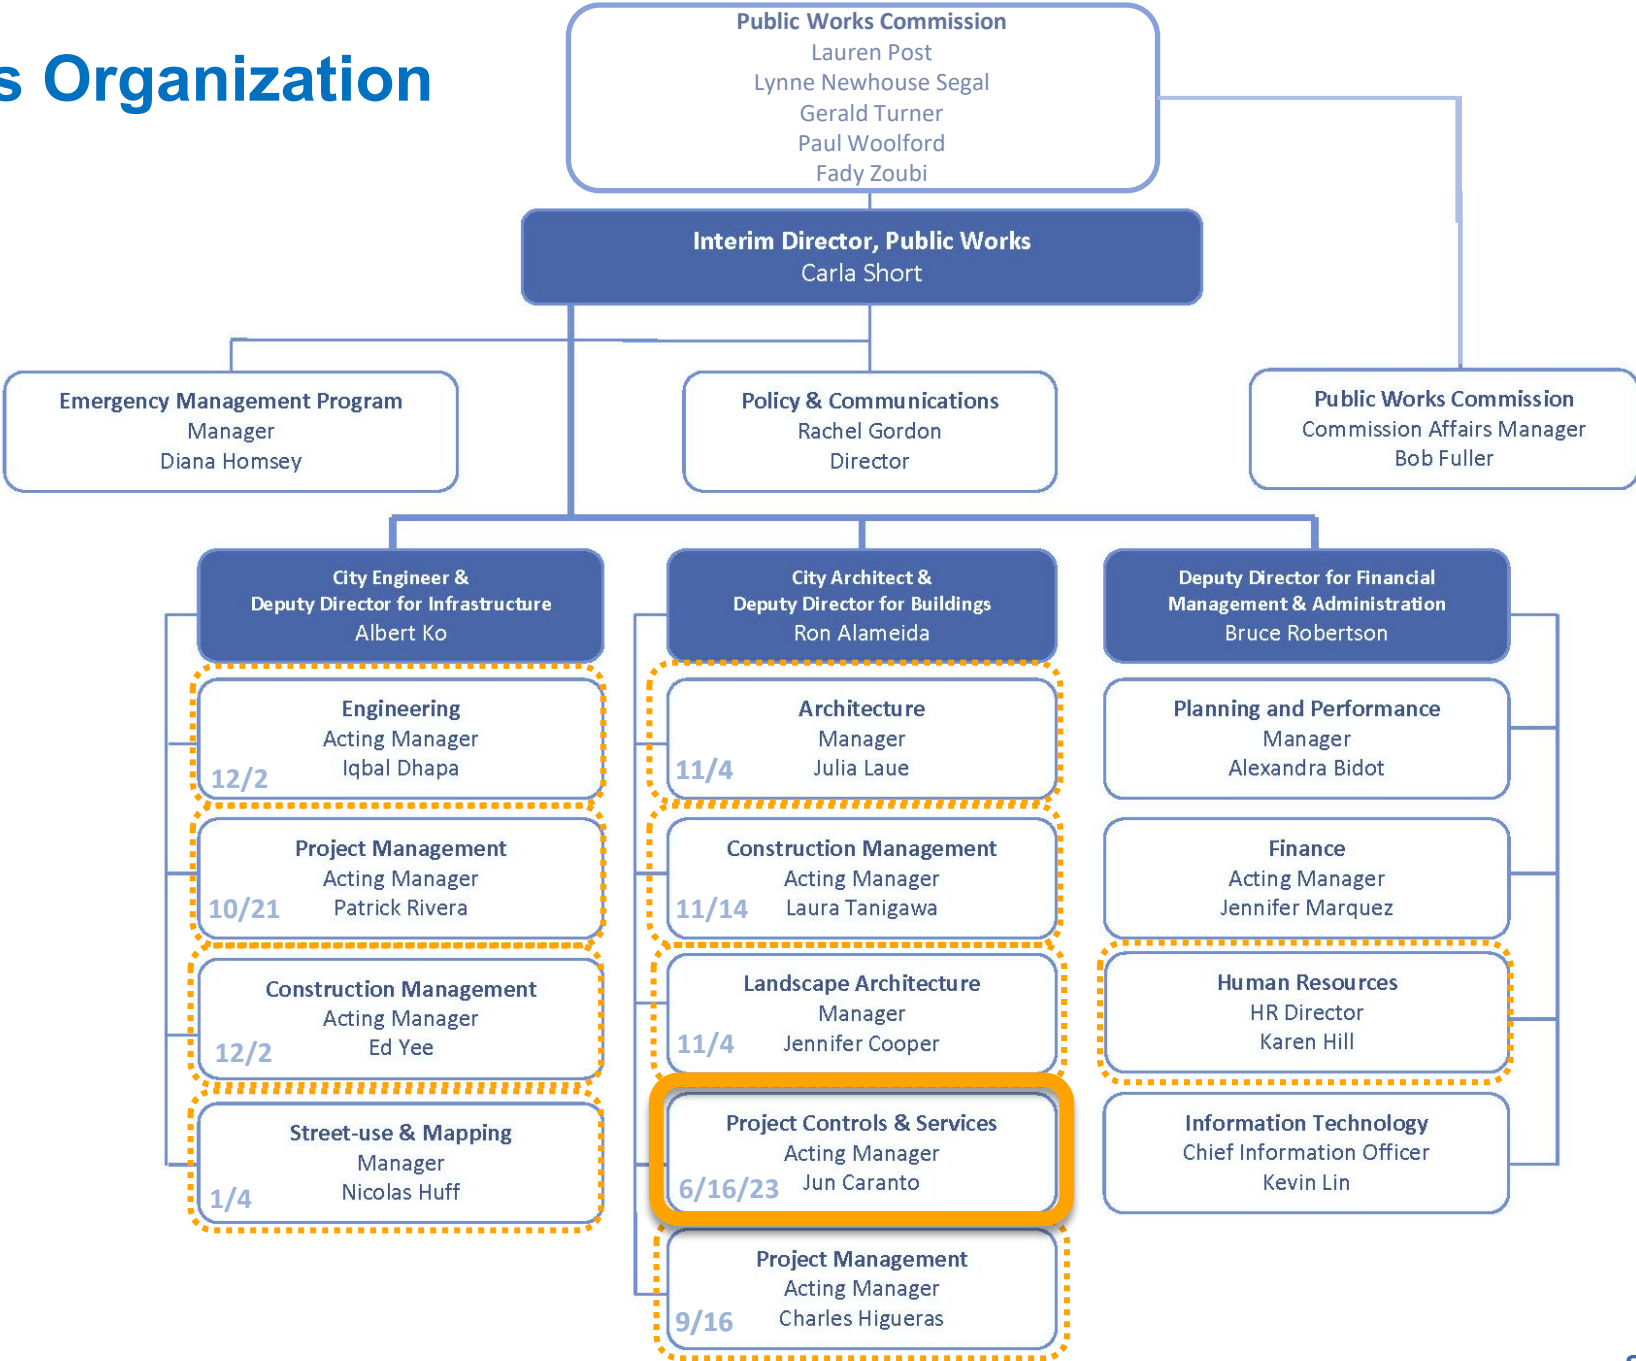 s Organization
Public Works Commission
Lauren Post
Lynne Newhouse Segal
Gerald Turner
Paul Woolford
Fady Zoubi
Interim Director, Public Works
Carla Short
Emergency Management Program
Manager
Diana Homsey
Policy & Communications
Rachel Gordon
Director
Public Works Commission
Commission Affairs Manager
Bob Fuller
City Engineer &
Deputy Director for Infrastructure
Albert Ko
Engineering
Acting Manager
Iqbal Dhapa
12/2
Project Management
Acting Manager
Patrick Rivera
10/21
Construction Management
Acting Manager
Ed Yee
12/2
Street-use & Mapping
Manager
Nicolas Huff
1/4
City Architect &
Deputy Director for Buildings
Ron Alameida
Architecture
Manager
Julia Laue
11/4
Construction Management
Acting Manager
Laura Tanigawa
11/14
Landscape Architecture
Manager
Jennifer Cooper
11/4
Project Controls & Services
Acting Manager
Jun Caranto
6/16/23
Project Management
Acting Manager
Charles Higueras
9/16
Deputy Director for Financial
Management & Administration
Bruce Robertson
Planning and Performance
Manager
Alexandra Bidot
Finance
Acting Manager
Jennifer Marquez
Human Resources
HR Director
Karen Hill
Information Technology
Chief Information Officer
Kevin Lin